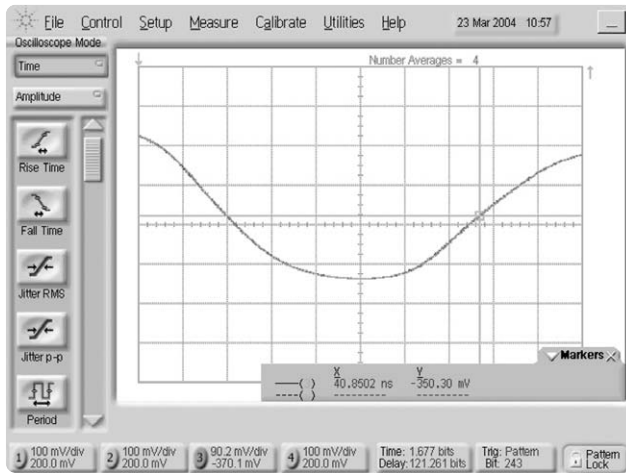 File Control Setup Measure Calibrate Utilities Help 23 Mar 2004 10:57
Oscilloscope Mode
Time
Amplitude
Number Averages = 4
Rise Time
Fall Time
Jitter RMS
Jitter p-p
Period
Markers X
X Y
( ) 40.8502 ns -350.30 mV
( ) --------- ---------
1) 100 mV/div 200.0 mV
2) 100 mV/div 200.0 mV
3) 90.2 mV/div -370.1 mV
4) 100 mV/div 200.0 mV
Time: 1.677 bits
Delay: 121.261 bits
Trig: Pattern
Bit: 243
Pattern
Lock